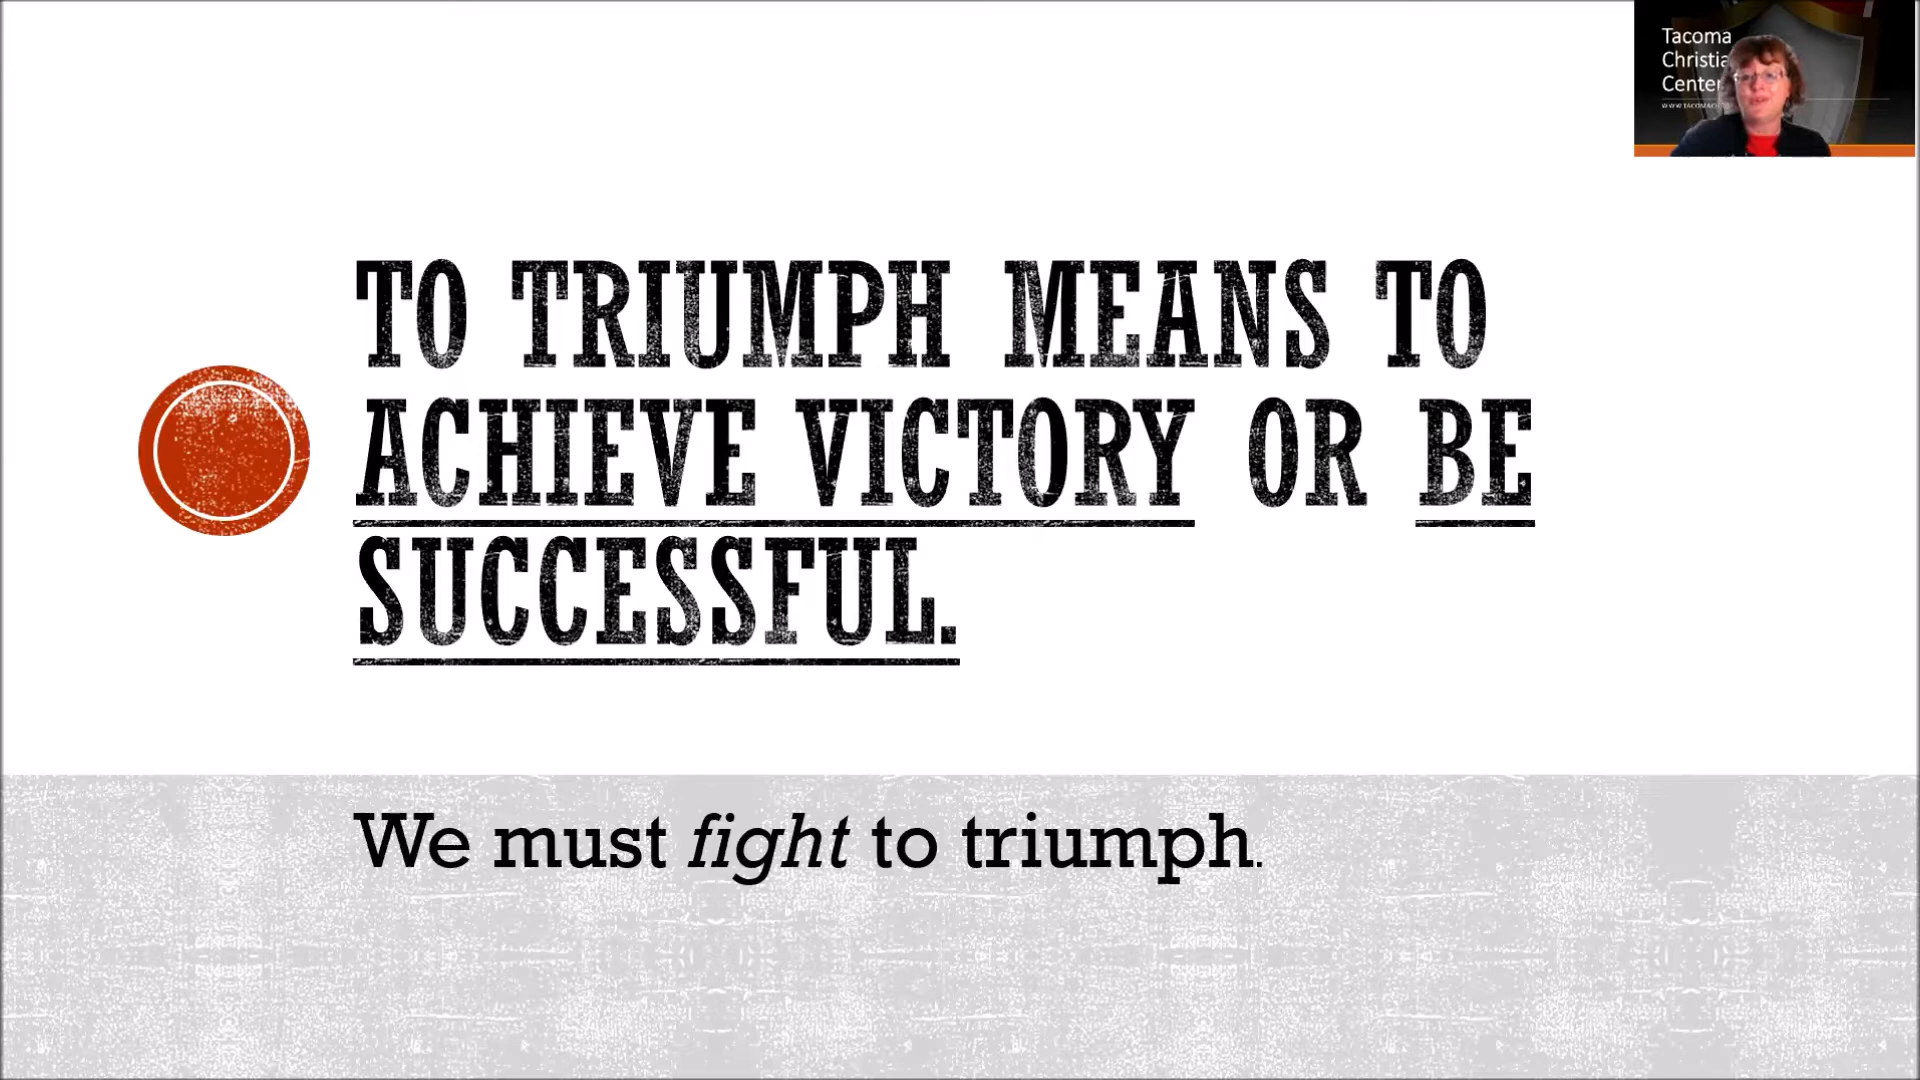 Tacoma
Christia
Center
TO TRIUMPH MEANS TO
ACHIEVE VICTORY OR BE
SUCCESSFUL.
We must fight to triumph.